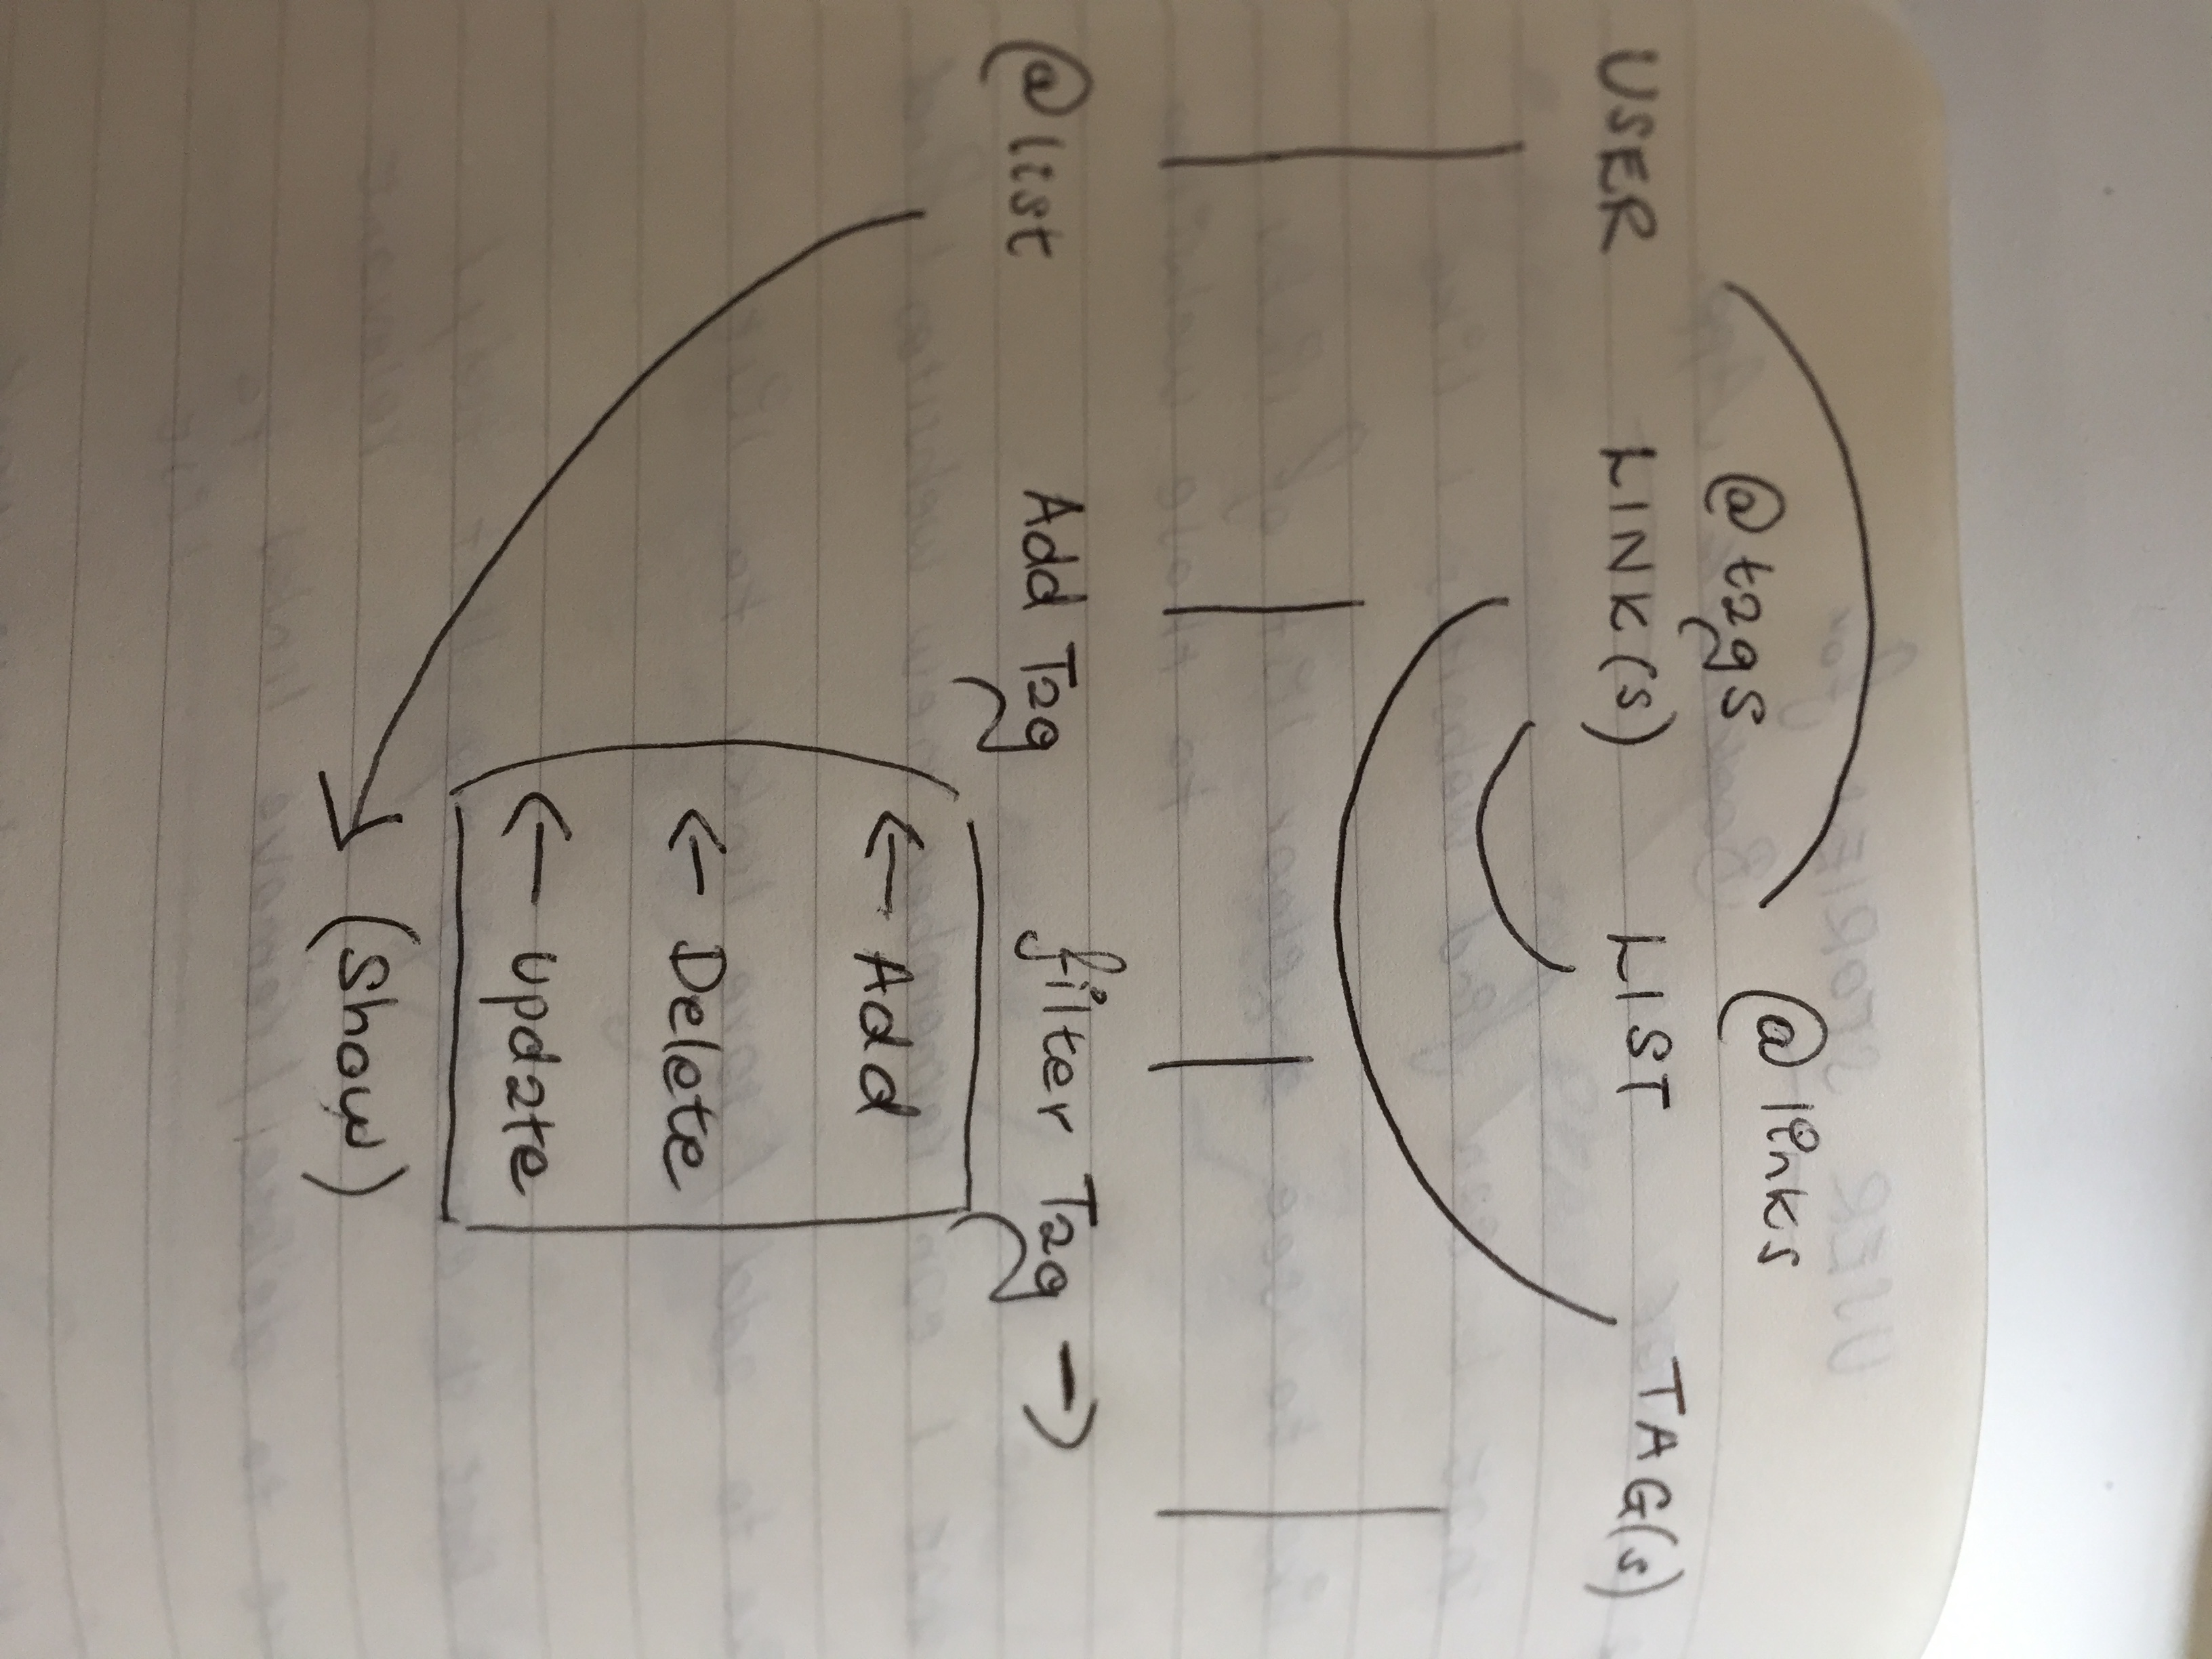 @tags @links
USER LINK(s) LIST TAG(s)
@list Add Tag filter Tag →
← Add
← Delete
← Update
(Show)